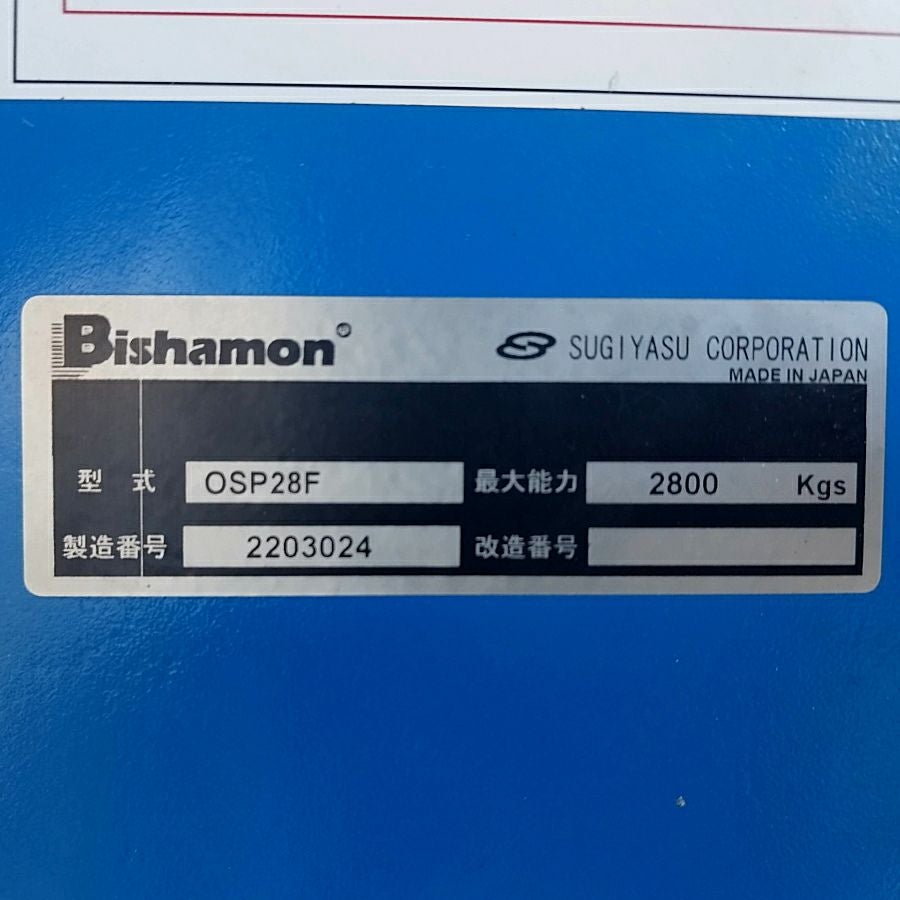 Bishamon®
SUGIYASU CORPORATION
MADE IN JAPAN
型式 OSP28F 最大能力 2800 Kgs
製造番号 2203024 改造番号